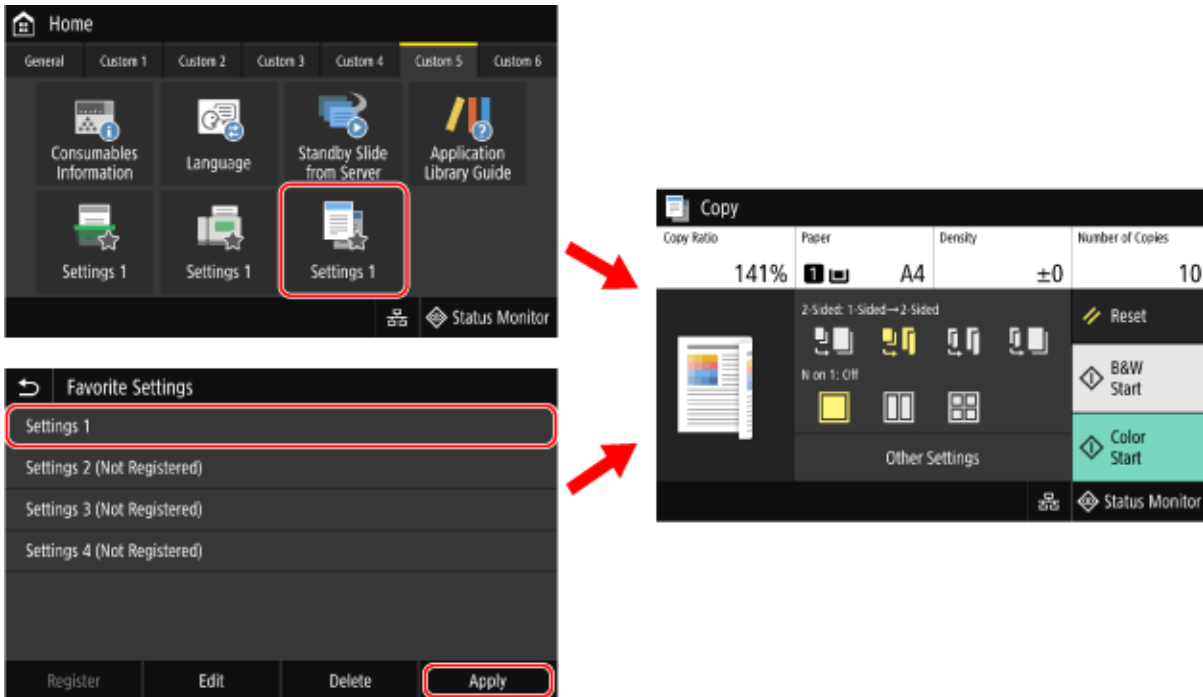 Home
General Custom 1 Custom 2 Custom 3 Custom 4 Custom 5 Custom 6
Consumables
Information
Language
Standby Slide
from Server
Application
Library Guide
Settings 1
Settings 1
Settings 1
Status Monitor
Favorite Settings
Settings 1
Settings 2 (Not Registered)
Settings 3 (Not Registered)
Settings 4 (Not Registered)
Register Edit Delete Apply
Copy
Copy Ratio Paper Density Number of Copies
141% 1 A4 ±0 10
2-Sided: 1-Sided→2-Sided
N on 1: Off
Other Settings
Reset
B&W
Start
Color
Start
Status Monitor